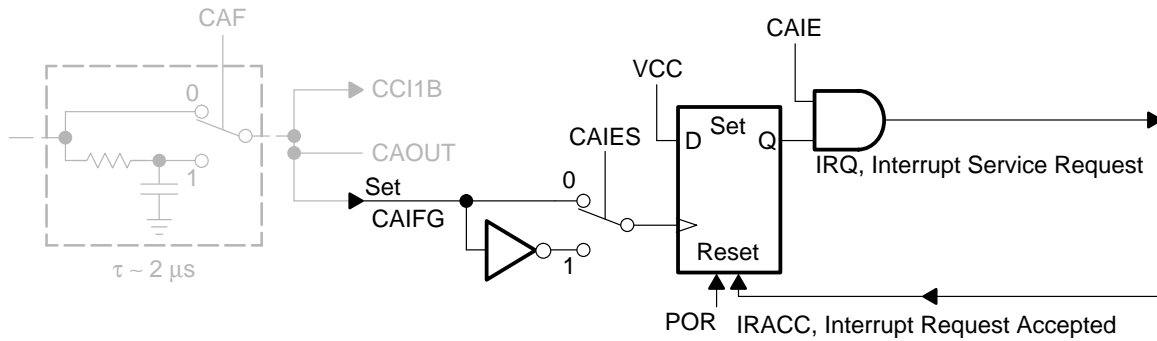 CAF
CAIE
VCC
0
CCI1B
CAIES
D
Set
Q
CAOUT
IRQ, Interrupt Service Request
1
Set
0
CAIFG
1
Reset
τ ~ 2 μs
POR
IRACC, Interrupt Request Accepted